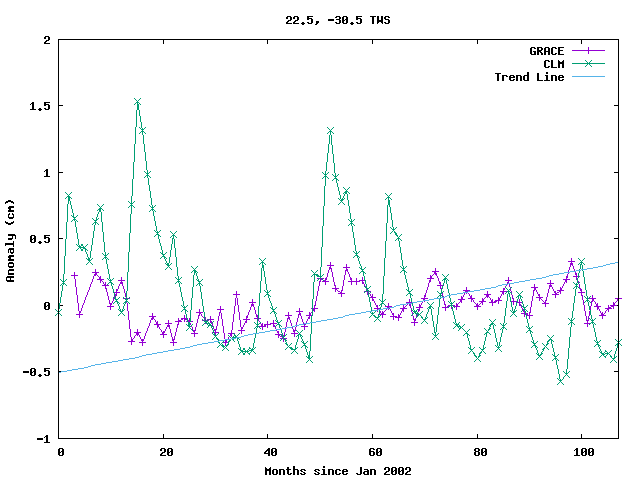 22.5, -30.5 TWS
GRACE
CLM
Trend Line
Anomaly (cm)
2
1.5
1
0.5
0
-0.5
-1
0 20 40 60 80 100
Months since Jan 2002